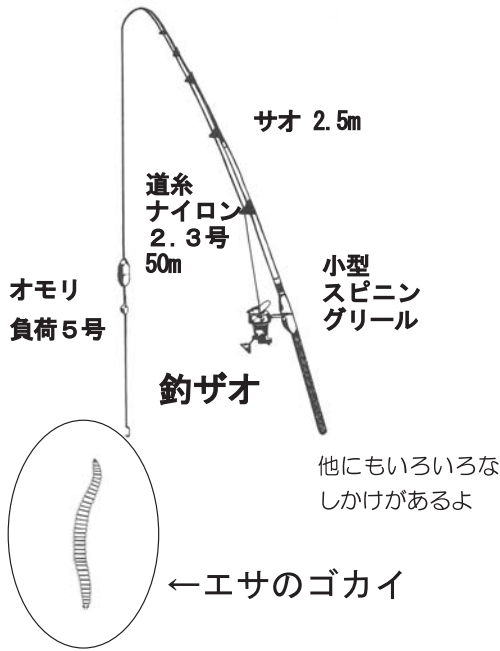 サオ 2.5m
道糸
ナイロン
２.３号
50m
小型
スピニン
グリール
オモリ
負荷５号
釣ザオ
他にもいろいろな
しかけがあるよ
←エサのゴカイ